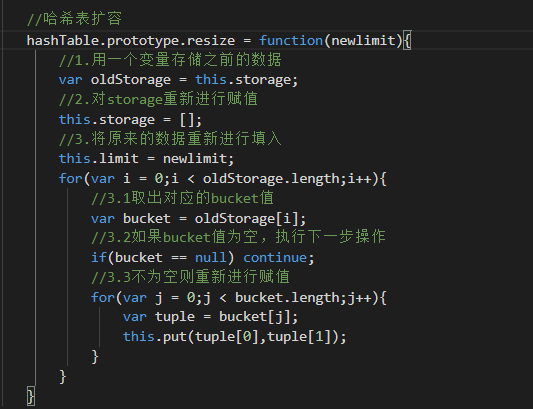 //哈希表扩容
hashTable.prototype.resize = function(newlimit){
//1.用一个变量存储之前的数据
var oldStorage = this.storage;
//2.对storage重新进行赋值
this.storage = [];
//3.将原来的数据重新进行填入
this.limit = newlimit;
for(var i = 0;i < oldStorage.length;i++){
//3.1取出对应的bucket值
var bucket = oldStorage[i];
//3.2如果bucket值为空，执行下一步操作
if(bucket == null) continue;
//3.3不为空则重新进行赋值
for(var j = 0;j < bucket.length;j++){
var tuple = bucket[j];
this.put(tuple[0],tuple[1]);
}
}
}